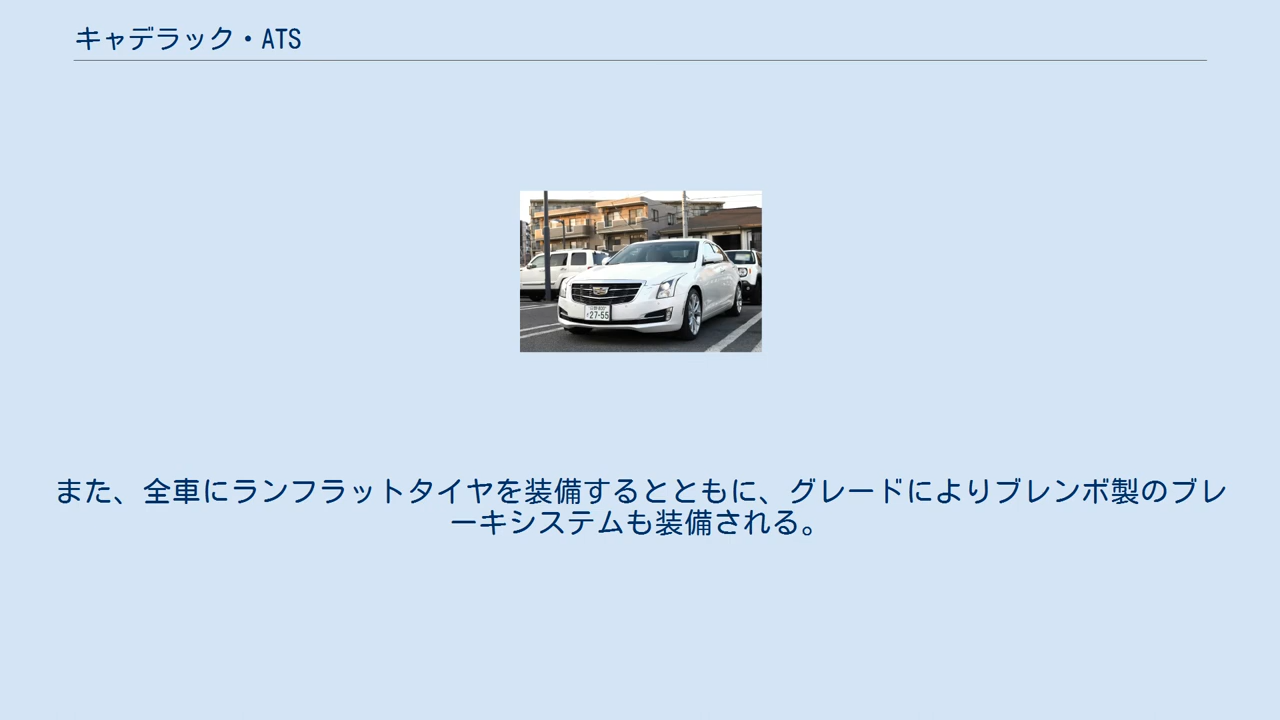 キャデラック・ATS
27-55
また、全車にランフラットタイヤを装備するとともに、グレードによりブレンボ製のブレ
ーキシステムも装備される。